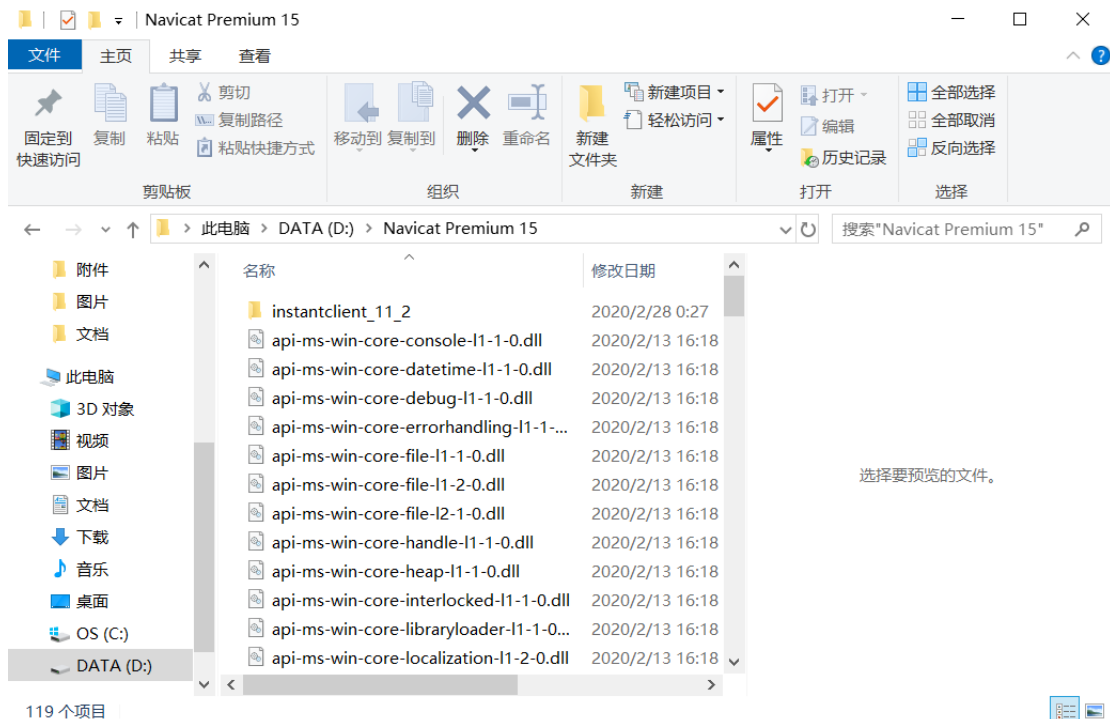 Navicat Premium 15
文件 主页 共享 查看
固定到
快速访问
复制
粘贴
剪切
复制路径
粘贴快捷方式
移动到 复制到
删除
重命名
新建
文件夹
新建项目
轻松访问
属性
打开
编辑
历史记录
全部选择
全部取消
反向选择
剪贴板 组织 新建 打开 选择
此电脑 > DATA (D:) > Navicat Premium 15
搜索"Navicat Premium 15"
附件
图片
文档
此电脑
3D 对象
视频
图片
文档
下载
音乐
桌面
OS (C:)
DATA (D:)
名称 修改日期
instantclient_11_2 2020/2/28 0:27
api-ms-win-core-console-l1-1-0.dll 2020/2/13 16:18
api-ms-win-core-datetime-l1-1-0.dll 2020/2/13 16:18
api-ms-win-core-debug-l1-1-0.dll 2020/2/13 16:18
api-ms-win-core-errorhandling-l1-1-... 2020/2/13 16:18
api-ms-win-core-file-l1-1-0.dll 2020/2/13 16:18
api-ms-win-core-file-l1-2-0.dll 2020/2/13 16:18
api-ms-win-core-file-l2-1-0.dll 2020/2/13 16:18
api-ms-win-core-handle-l1-1-0.dll 2020/2/13 16:18
api-ms-win-core-heap-l1-1-0.dll 2020/2/13 16:18
api-ms-win-core-interlocked-l1-1-0.dll 2020/2/13 16:18
api-ms-win-core-libraryloader-l1-1-0... 2020/2/13 16:18
api-ms-win-core-localization-l1-2-0.dll 2020/2/13 16:18
选择要预览的文件。
119 个项目